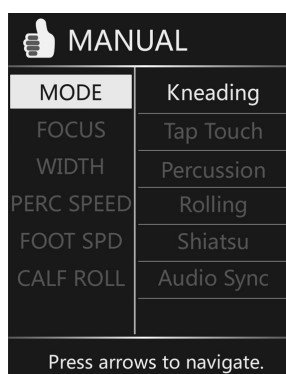 MANUAL
MODE
FOCUS
WIDTH
PERC SPEED
FOOT SPD
CALF ROLL
Kneading
Tap Touch
Percussion
Rolling
Shiatsu
Audio Sync
Press arrows to navigate.